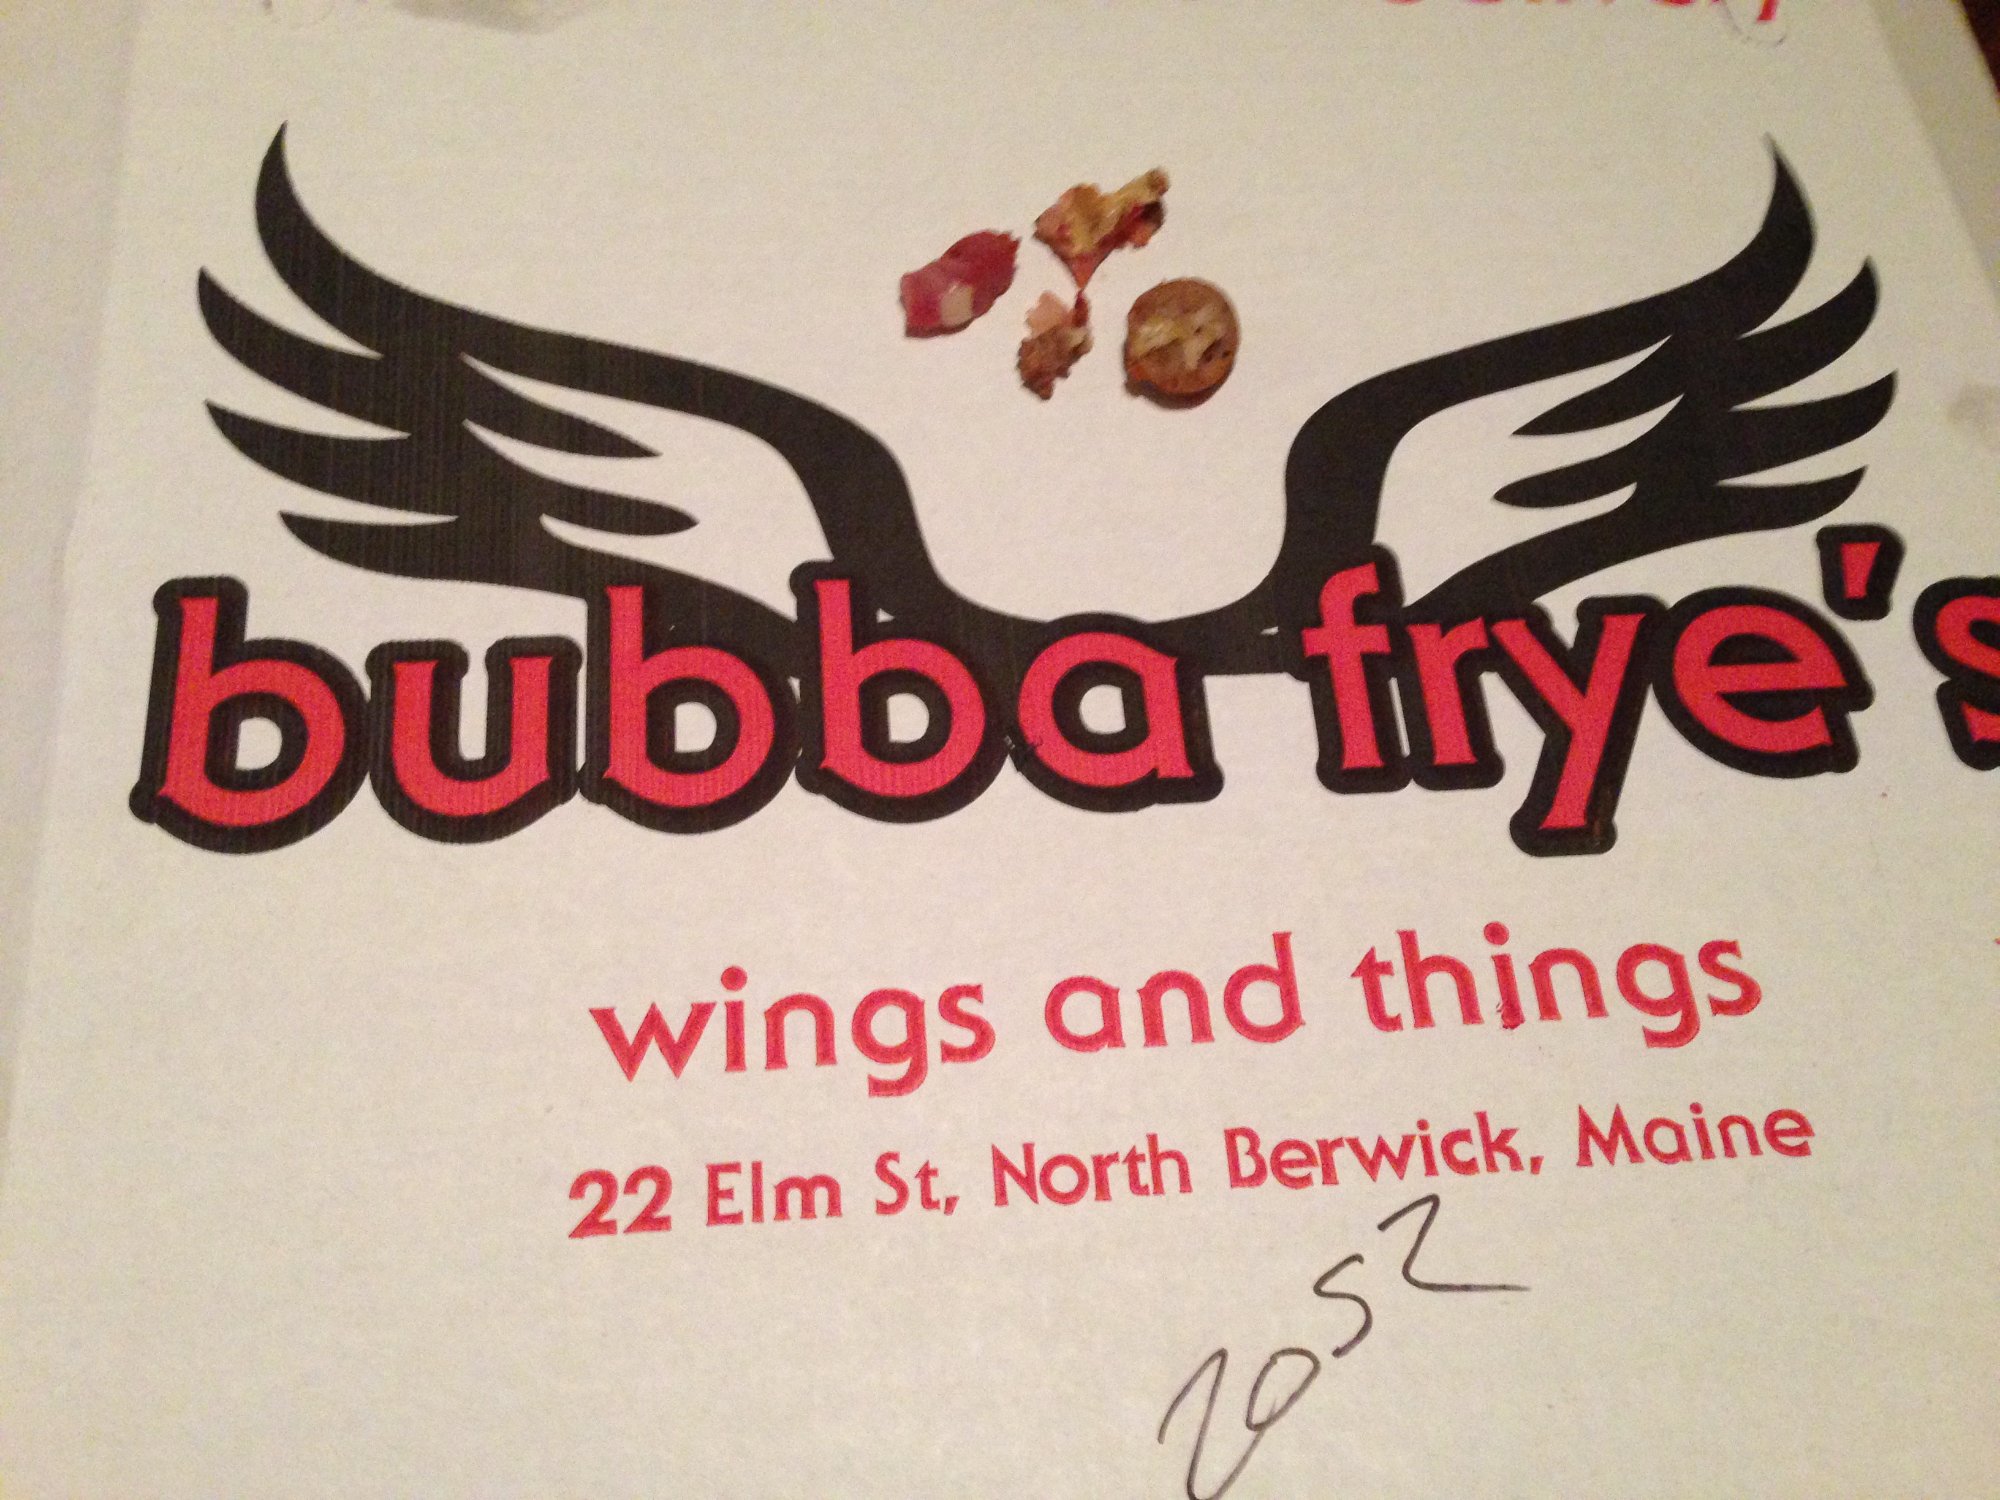 bubba frye's
wings and things
22 Elm St, North Berwick, Maine
2052